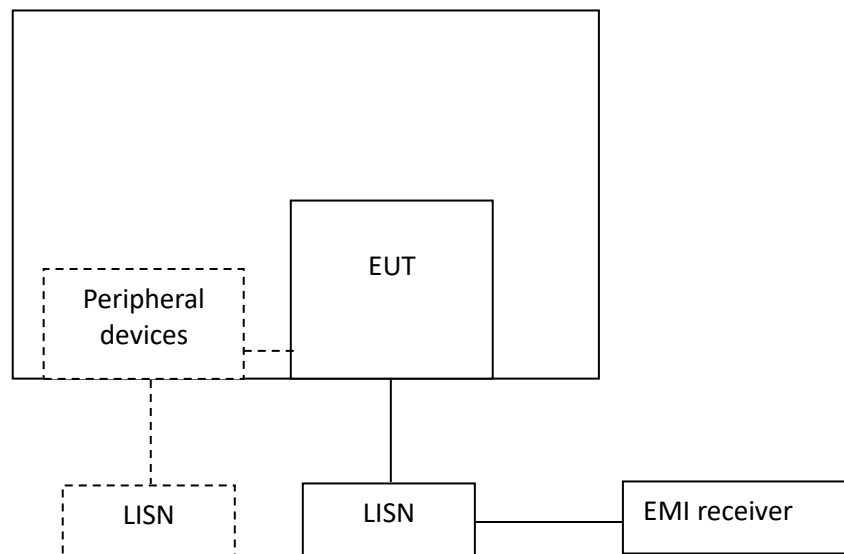 EUT
Peripheral
devices
LISN
LISN
EMI receiver